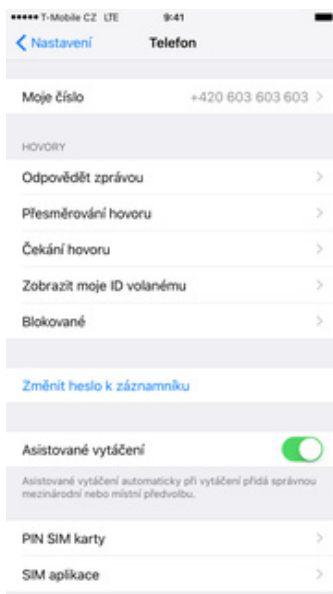 T-Mobile CZ LTE 9:41
Nastavení Telefon
Moje číslo +420 603 603 603
HOVORY
Odpovědět zprávou
Přesměrování hovoru
Čekání hovoru
Zobrazit moje ID volanému
Blokované
Změnit heslo k záznamníku
Asistované vytáčení
Asistované vytáčení automaticky při vytáčení přidá správnou
mezinárodní nebo místní předvolbu.
PIN SIM karty
SIM aplikace